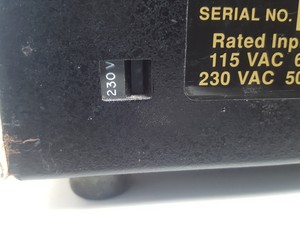 SERIAL NO.
Rated Inp
115 VAC 6
230 VAC 50
230 V